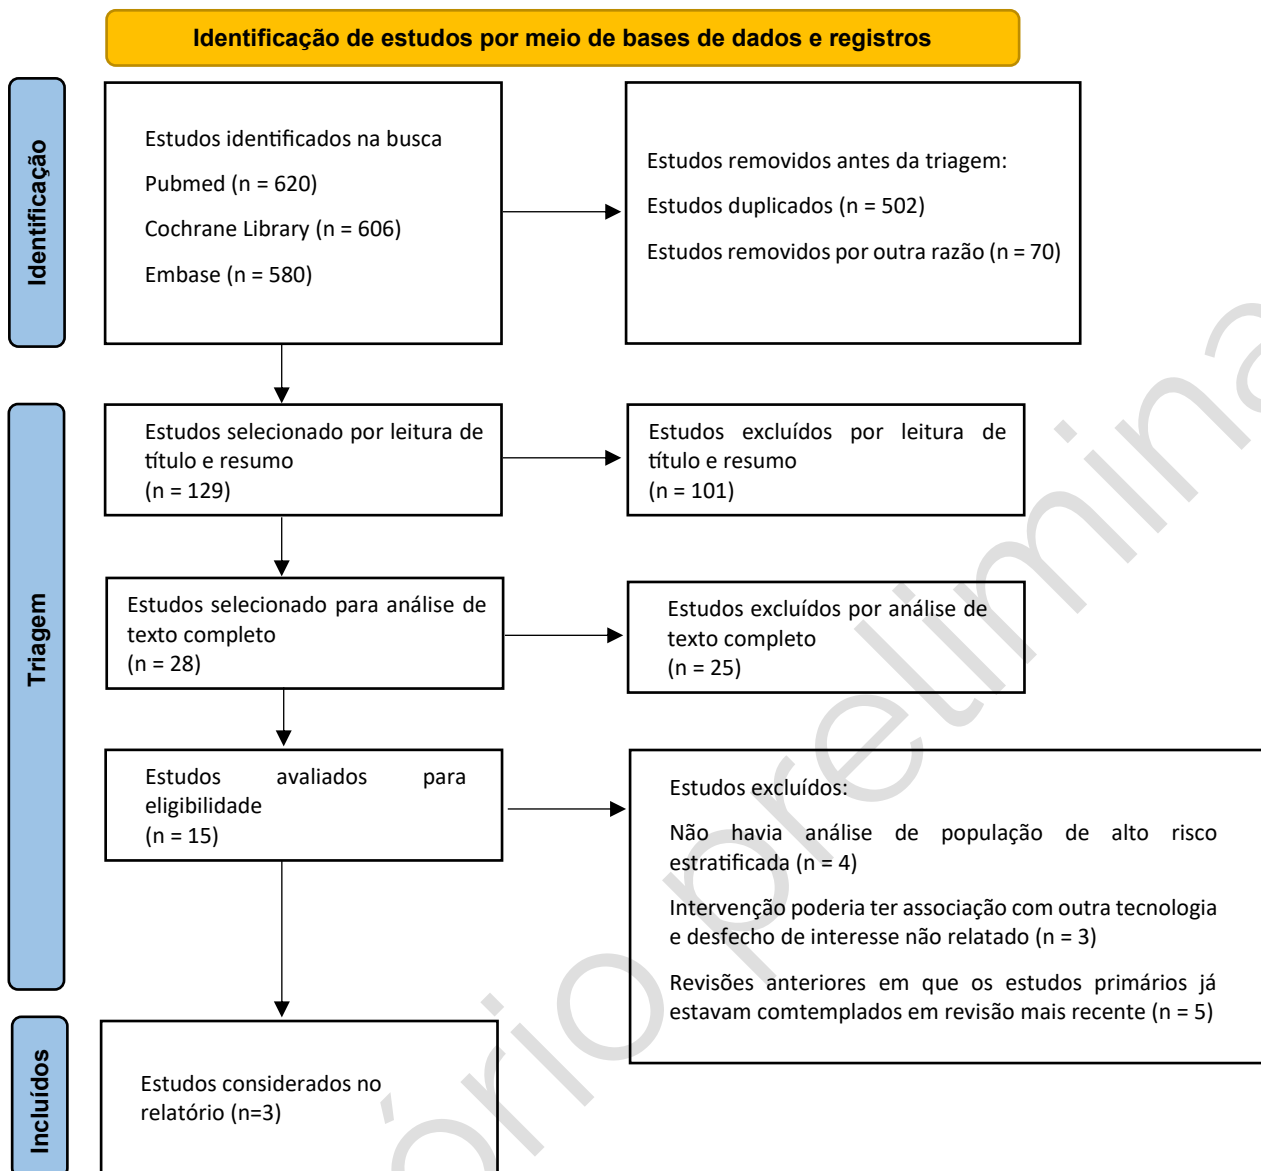 Identificação de estudos por meio de bases de dados e registros
Identificação
Estudos identificados na busca
Pubmed (n = 620)
Cochrane Library (n = 606)
Embase (n = 580)
Estudos removidos antes da triagem:
Estudos duplicados (n = 502)
Estudos removidos por outra razão (n = 70)
Triagem
Estudos selecionado por leitura de
título e resumo
(n = 129)
Estudos excluídos por leitura de
título e resumo
(n = 101)
Estudos selecionado para análise de
texto completo
(n = 28)
Estudos excluídos por análise de
texto completo
(n = 25)
Estudos avaliados para
eligibilidade
(n = 15)
Estudos excluídos:
Não havia análise de população de alto risco
estratificada (n = 4)
Intervenção poderia ter associação com outra tecnologia
e desfecho de interesse não relatado (n = 3)
Revisões anteriores em que os estudos primários já
estavam comtemplados em revisão mais recente (n = 5)
Incluídos
Estudos considerados no
relatório (n=3)
ório prelimina